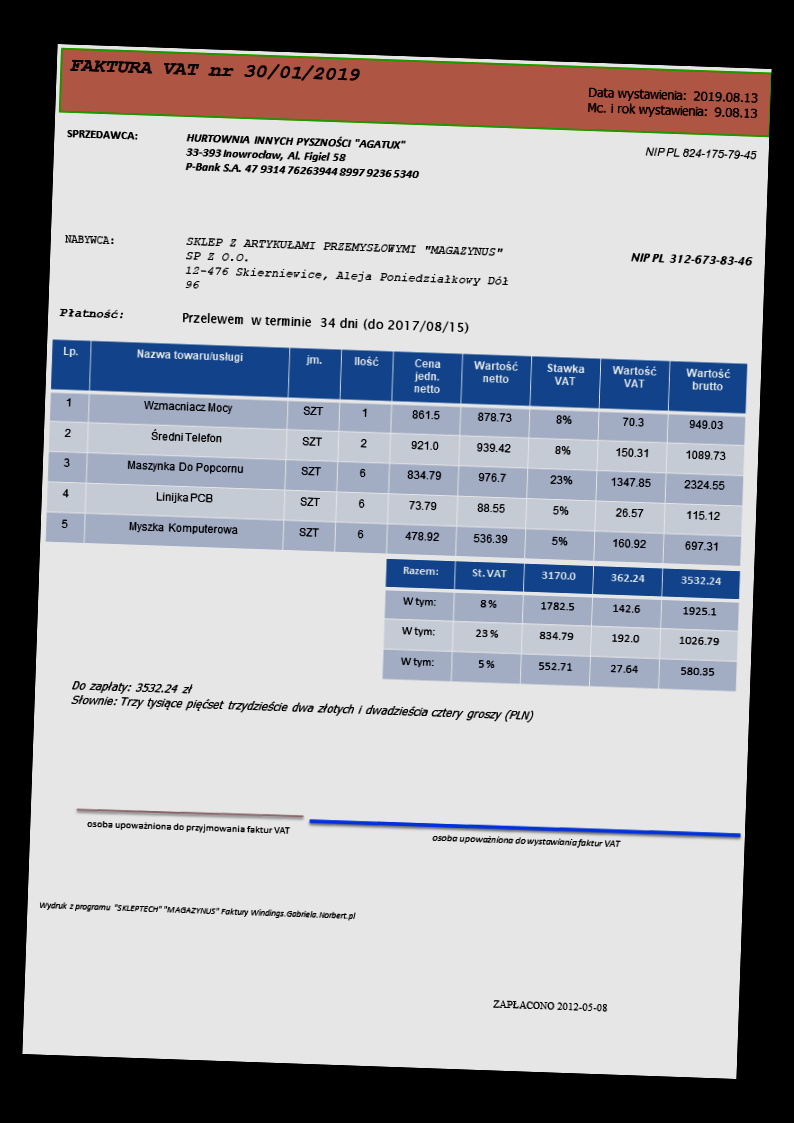 FAKTURA VAT nr 30/01/2019
Data wystawienia: 2019.08.13
Mc. i rok wystawienia: 9.08.13
SPRZEDAWCA:
HURTOWNIA INNYCH PYSZNOŚCI "AGATUX"
33-393 Inowrocław, Al. Figiel 58
P-Bank S.A. 47 9314 76263944 8997 9236 5340
NIP PL 824-175-79-45
NABYWCA:
SKLEP Z ARTYKUŁAMI PRZEMYSŁOWYMI "MAGAZYNUS"
SP Z O.O.
12-476 Skierniewice, Aleja Poniedziałkowy Dół
96
NIP PL 312-673-83-46
Płatność: Przelewem w terminie 34 dni (do 2017/08/15)
Lp. Nazwa towaru/usługi jm. Ilość Cena jedn. netto Wartość netto Stawka VAT Wartość VAT Wartość brutto
1 Wzmacniacz Mocy SZT 1 861.5 878.73 8% 70.3 949.03
2 Średni Telefon SZT 2 921.0 939.42 8% 150.31 1089.73
3 Maszynka Do Popcornu SZT 6 834.79 976.7 23% 1347.85 2324.55
4 Linijka PCB SZT 6 73.79 88.55 5% 26.57 115.12
5 Myszka Komputerowa SZT 6 478.92 536.39 5% 160.92 697.31
Razem: St.VAT 3170.0 362.24 3532.24
W tym: 8% 1782.5 142.6 1925.1
W tym: 23% 834.79 192.0 1026.79
W tym: 5% 552.71 27.64 580.35
Do zapłaty: 3532.24 zł
Słownie: Trzy tysiące pięćset trzydzieście dwa złotych i dwadzieścia cztery groszy (PLN)
osoba upoważniona do przyjmowania faktur VAT
osoba upoważniona do wystawiania faktur VAT
Wydruk z programu "SKLEPTECH" "MAGAZYNUS" Faktury Windings.Gabriela.Norbert.pl
ZAPŁACONO 2012-05-08